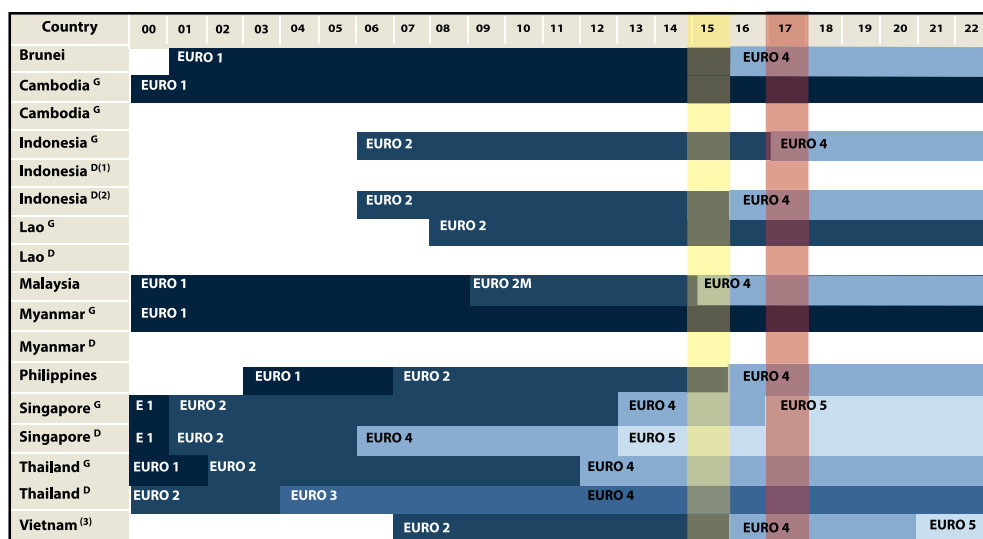 Country 00 01 02 03 04 05 06 07 08 09 10 11 12 13 14 15 16 17 18 19 20 21 22
Brunei EURO 1 EURO 4
Cambodia G EURO 1
Cambodia G
Indonesia G EURO 2 EURO 4
Indonesia D(1)
Indonesia D(2) EURO 2 EURO 4
Lao G EURO 2
Lao D
Malaysia EURO 1 EURO 2M EURO 4
Myanmar G EURO 1
Myanmar D
Philippines EURO 1 EURO 2 EURO 4
Singapore G E 1 EURO 2 EURO 4 EURO 5
Singapore D E 1 EURO 2 EURO 4 EURO 5
Thailand G EURO 1 EURO 2 EURO 4
Thailand D EURO 2 EURO 3 EURO 4
Vietnam (3) EURO 2 EURO 4 EURO 5